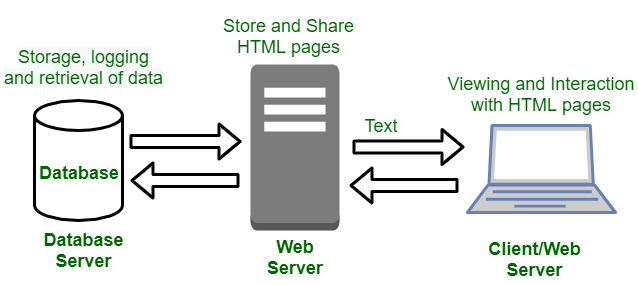 Store and Share
HTML pages
Storage, logging
and retrieval of data
Viewing and Interaction
with HTML pages
Text
Database
Database
Server
Web
Server
Client/Web
Server